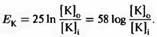 E_K = 25 ln [K]_o / [K]_i = 58 log [K]_o / [K]_i